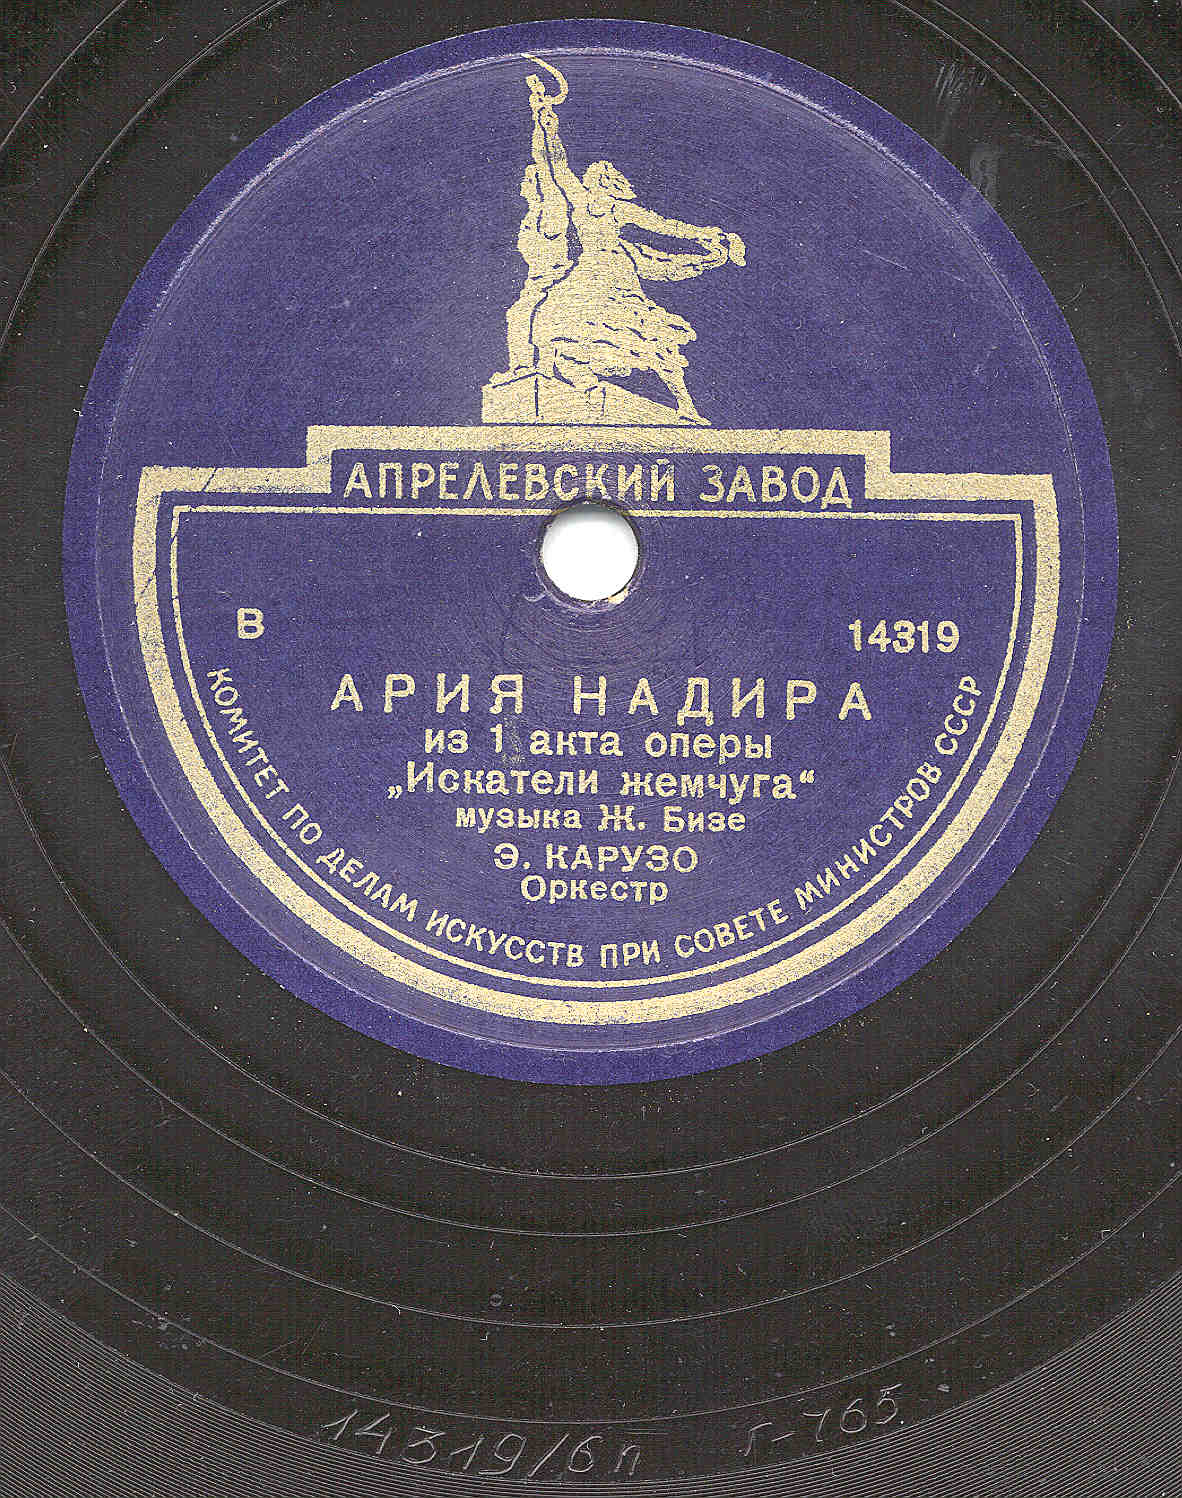 АПРЕЛЕВСКИЙ ЗАВОД
В
14319
АРИЯ НАДИРА
из 1 акта оперы
„Искатели жемчуга“
музыка Ж. Бизе
Э. КАРУЗО
Оркестр
КОМИТЕТ ПО ДЕЛАМ ИСКУССТВ ПРИ СОВЕТЕ МИНИСТРОВ СССР
14319/6п г-765